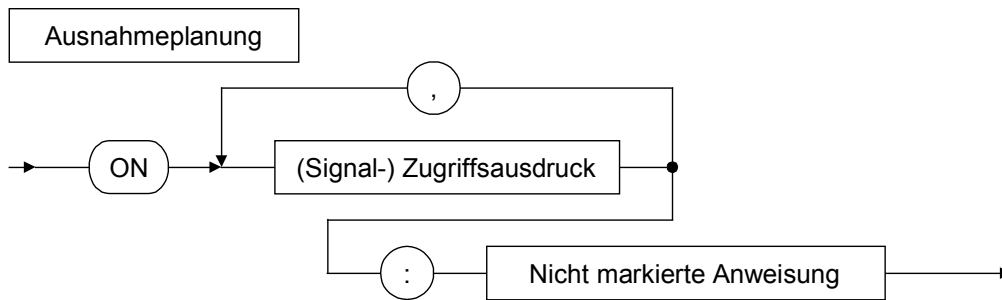 Ausnahmeplanung
,
ON
(Signal-) Zugriffsausdruck
:
Nicht markierte Anweisung